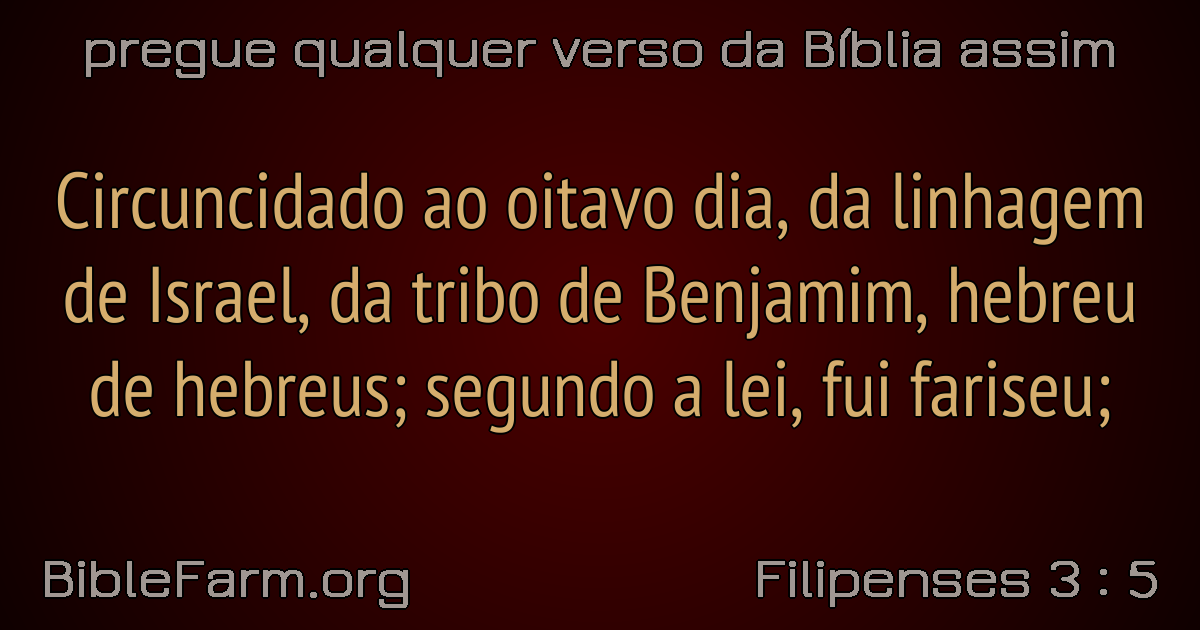 pregue qualquer verso da Bíblia assim
Circuncidado ao oitavo dia, da linhagem
de Israel, da tribo de Benjamim, hebreu
de hebreus; segundo a lei, fui fariseu;
BibleFarm.org
Filipenses 3 : 5